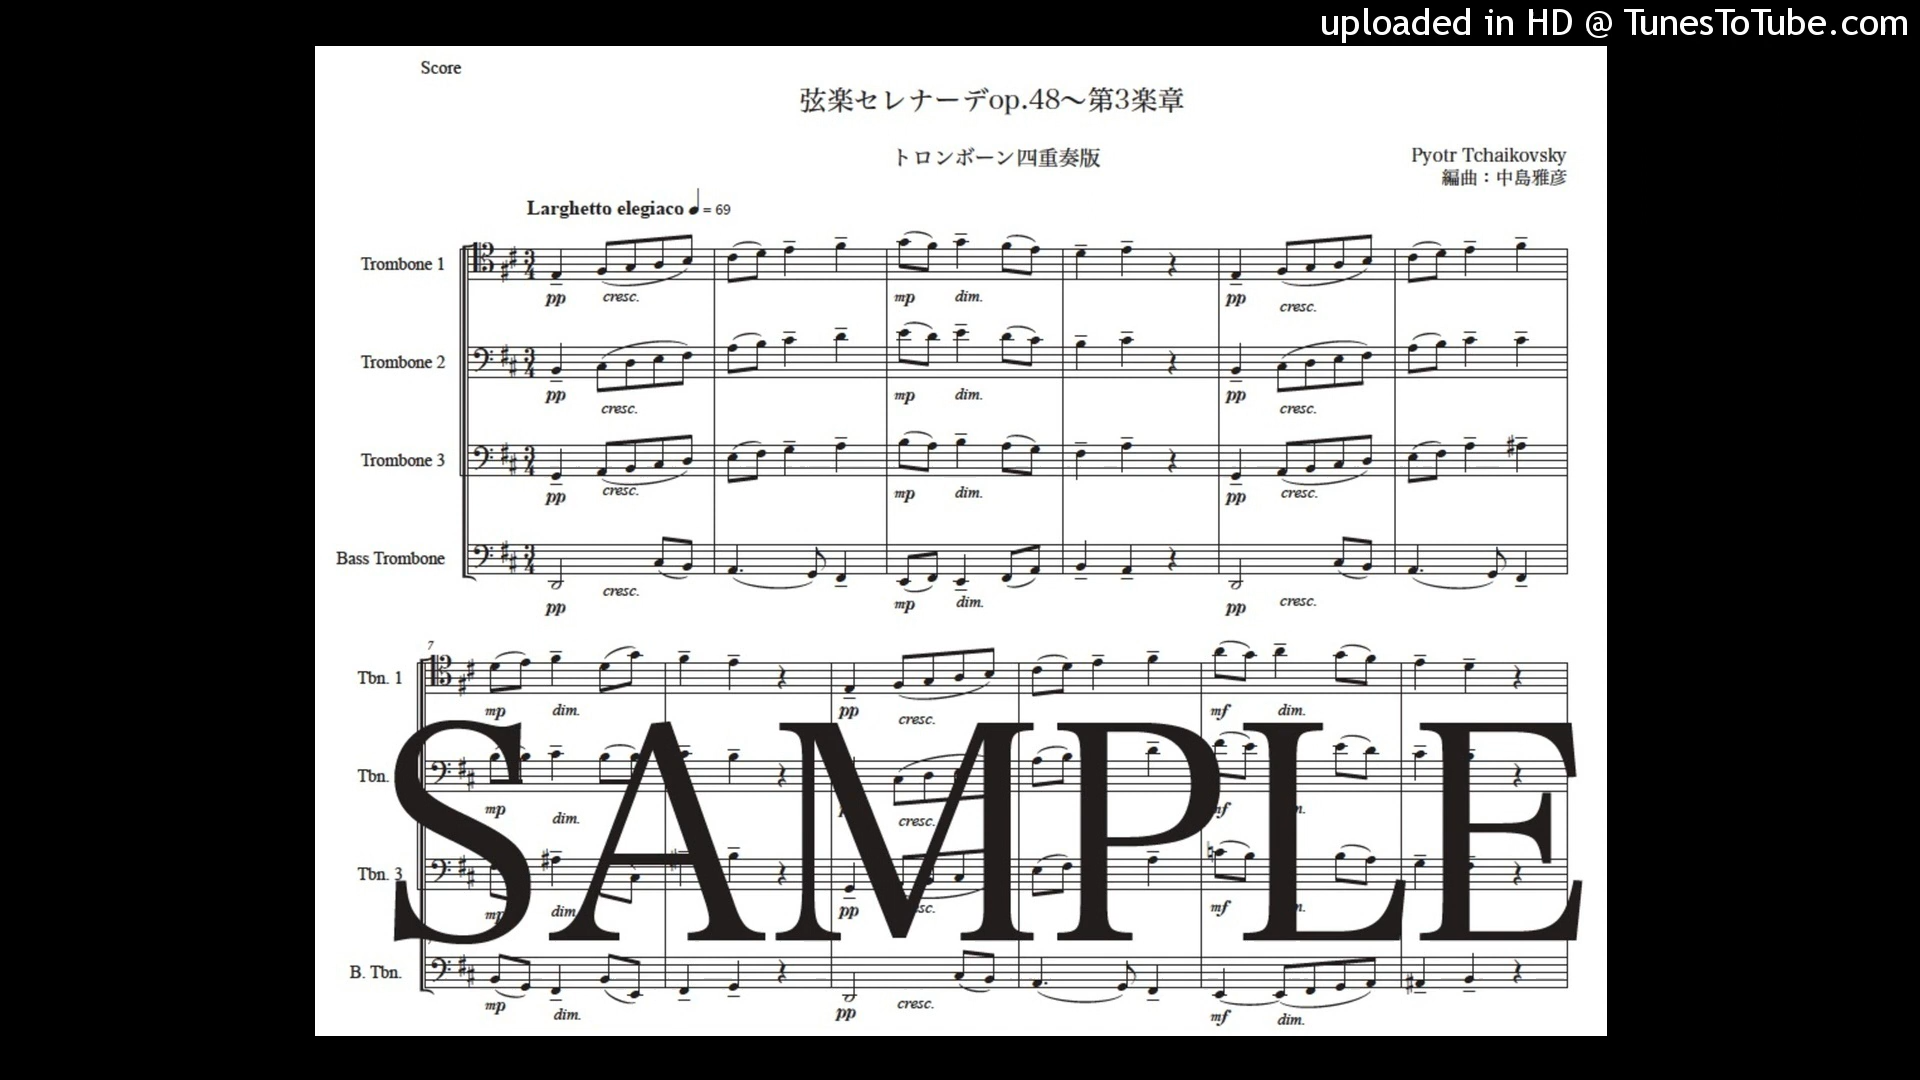 uploaded in HD @ TunesToTube.com
Score
弦楽セレナーデop.48～第3楽章
トロンボーン四重奏版
Pyotr Tchaikovsky
編曲：中島雅彦
Larghetto elegiaco ♩= 69
Trombone 1
pp cresc. mp dim. pp cresc.
Trombone 2
pp cresc. mp dim. pp cresc.
Trombone 3
pp cresc. mp dim. pp cresc.
Bass Trombone
pp cresc. mp dim. pp cresc.
7
Tbn. 1
mp dim. pp cresc. mf dim.
Tbn.
mp dim. cresc. mf
SAMPLE
Tbn. 3
mp dim. pp mf
B. Tbn.
mp dim. pp cresc. mf dim.